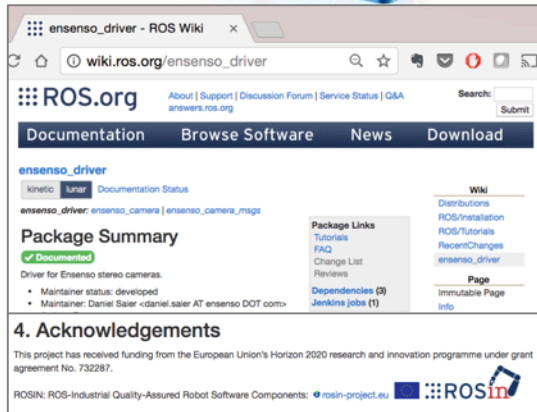 ensenso_driver - ROS Wiki
wiki.ros.org/ensenso_driver
ROS.org
About | Support | Discussion Forum | Service Status | Q&A
answers.ros.org
Search:
Submit
Documentation Browse Software News Download
ensenso_driver
kinetic lunar Documentation Status
ensenso_driver: ensenso_camera | ensenso_camera_msgs
Package Summary
Documented
Driver for Ensenso stereo cameras.
• Maintainer status: developed
• Maintainer: Daniel Saier <daniel.saier AT ensenso DOT com>
Package Links
Tutorials
FAQ
Change List
Reviews
Dependencies (3)
Jenkins jobs (1)
Wiki
Distributions
ROS/Installation
ROS/Tutorials
RecentChanges
ensenso_driver
Page
Immutable Page
Info
4. Acknowledgements
This project has received funding from the European Union's Horizon 2020 research and innovation programme under grant
agreement No. 732287.
ROSIN: ROS-Industrial Quality-Assured Robot Software Components: rosin-project.eu
ROSin